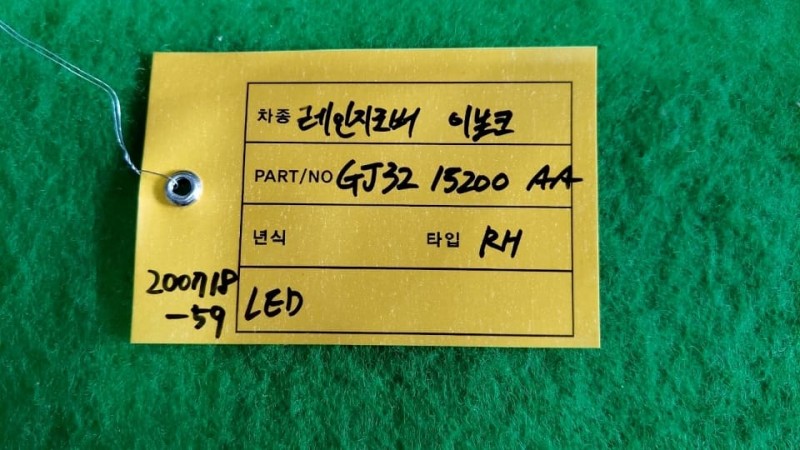 차종 레인지로버 이보크
PART/NO GJ32 15200 AA
년식 타입 RH
LED
200718
-59